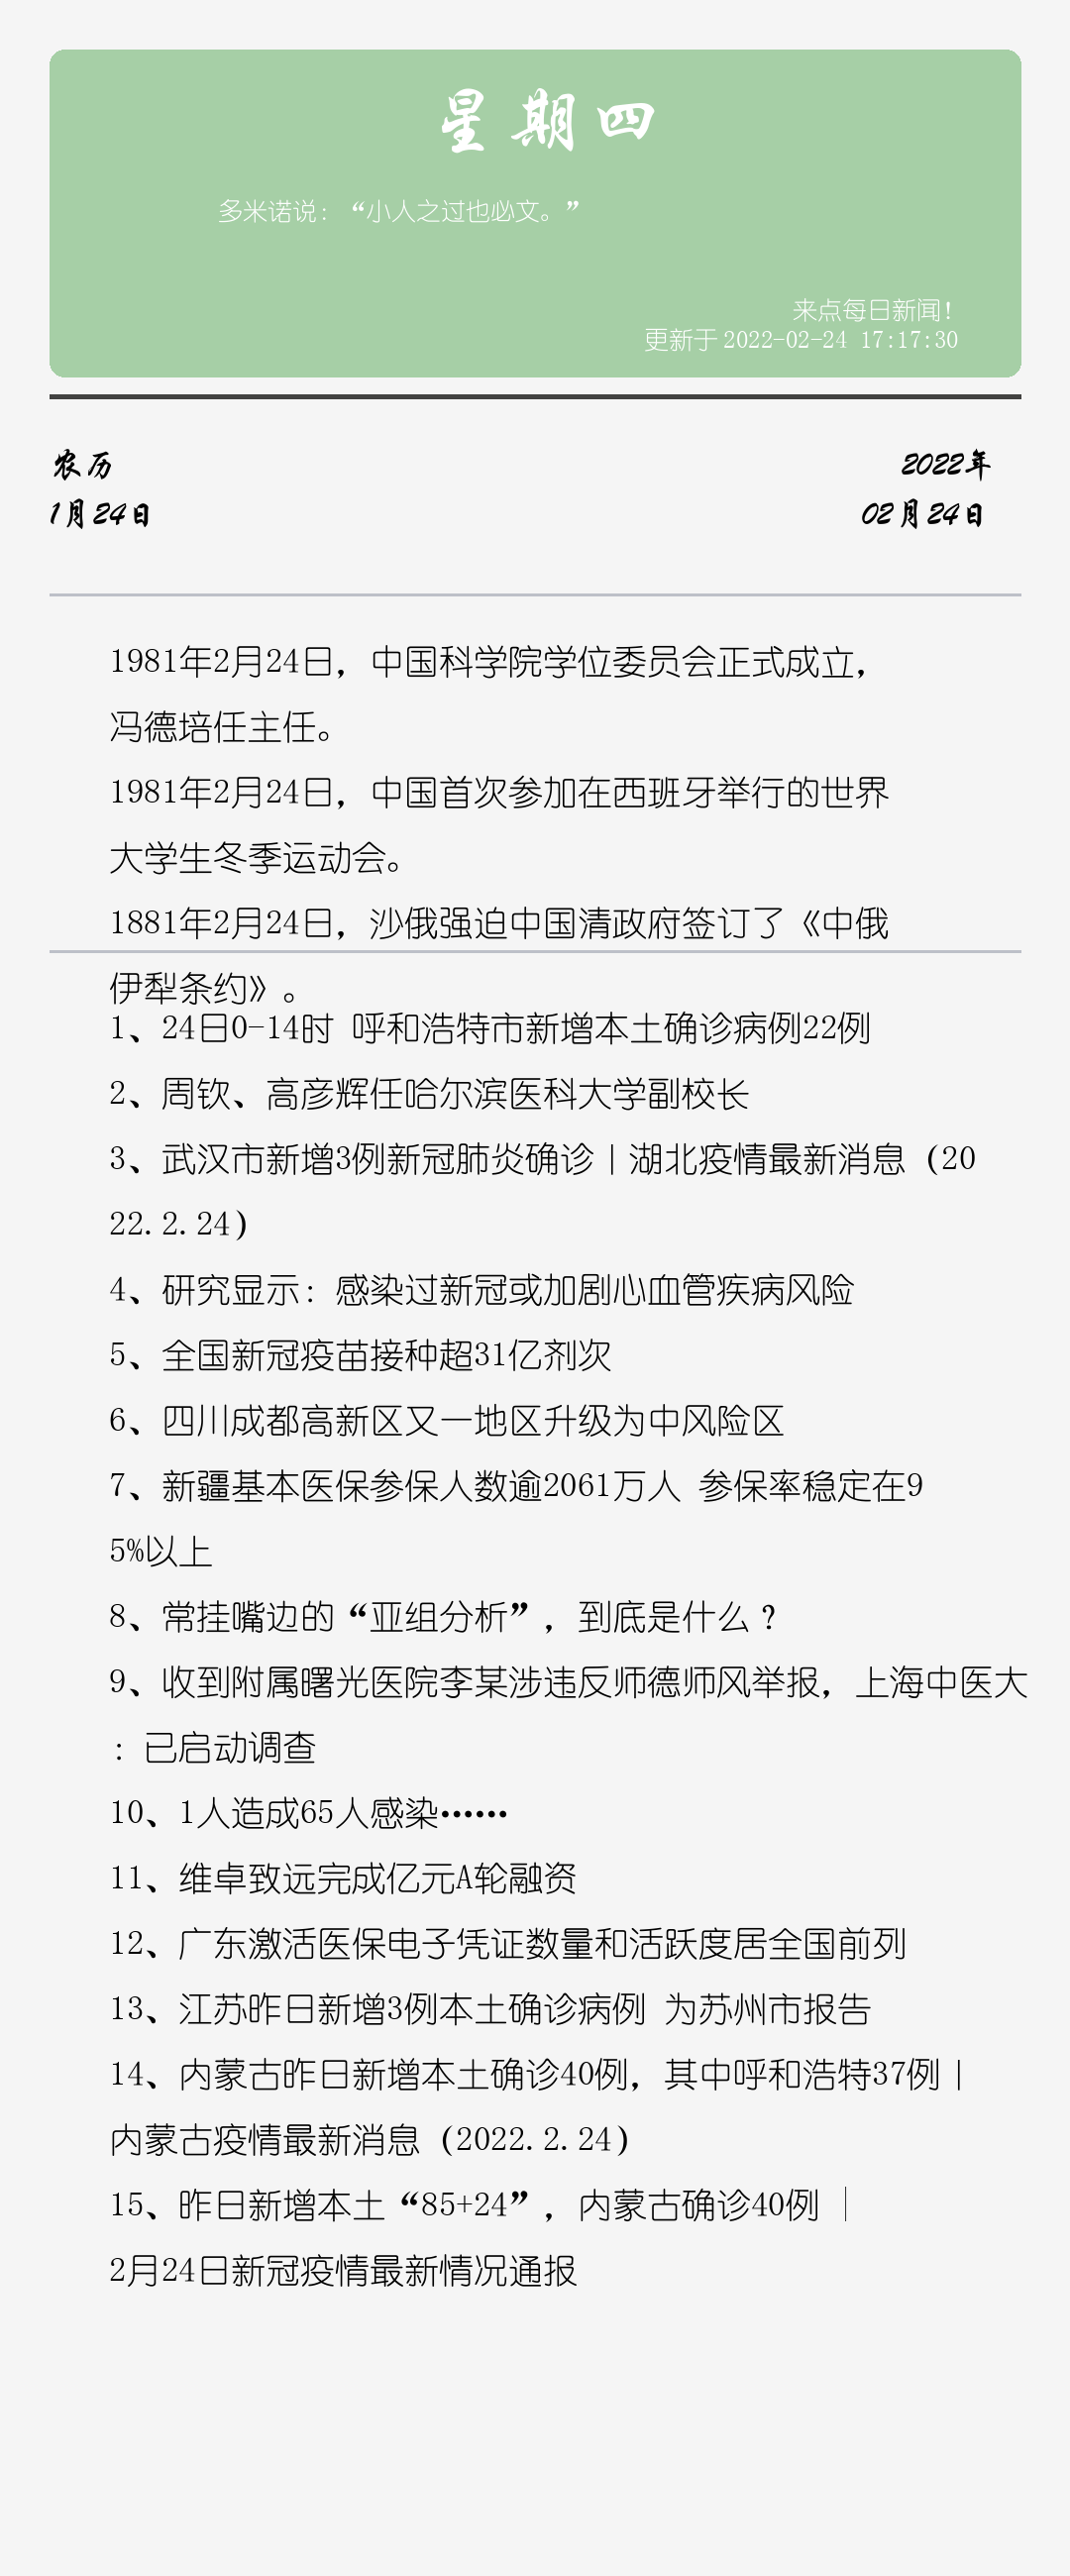 星期四
多米诺说：“小人之过也必文。”
来点每日新闻！
更新于2022-02-24 17:17:30
农历
2022年
1月24日
02月24日
1981年2月24日，中国科学院学位委员会正式成立，
冯德培任主任。
1981年2月24日，中国首次参加在西班牙举行的世界
大学生冬季运动会。
1881年2月24日，沙俄强迫中国清政府签订了《中俄
伊犁条约》。
1、24日0-14时 呼和浩特市新增本土确诊病例22例
2、周钦、高彦辉任哈尔滨医科大学副校长
3、武汉市新增3例新冠肺炎确诊丨湖北疫情最新消息（20
22.2.24）
4、研究显示：感染过新冠或加剧心血管疾病风险
5、全国新冠疫苗接种超31亿剂次
6、四川成都高新区又一地区升级为中风险区
7、新疆基本医保参保人数逾2061万人 参保率稳定在9
5%以上
8、常挂嘴边的“亚组分析”，到底是什么？
9、收到附属曙光医院李某涉违反师德师风举报，上海中医大
：已启动调查
10、1人造成65人感染……
11、维卓致远完成亿元A轮融资
12、广东激活医保电子凭证数量和活跃度居全国前列
13、江苏昨日新增3例本土确诊病例 为苏州市报告
14、内蒙古昨日新增本土确诊40例，其中呼和浩特37例丨
内蒙古疫情最新消息（2022.2.24）
15、昨日新增本土“85+24”，内蒙古确诊40例 │
2月24日新冠疫情最新情况通报